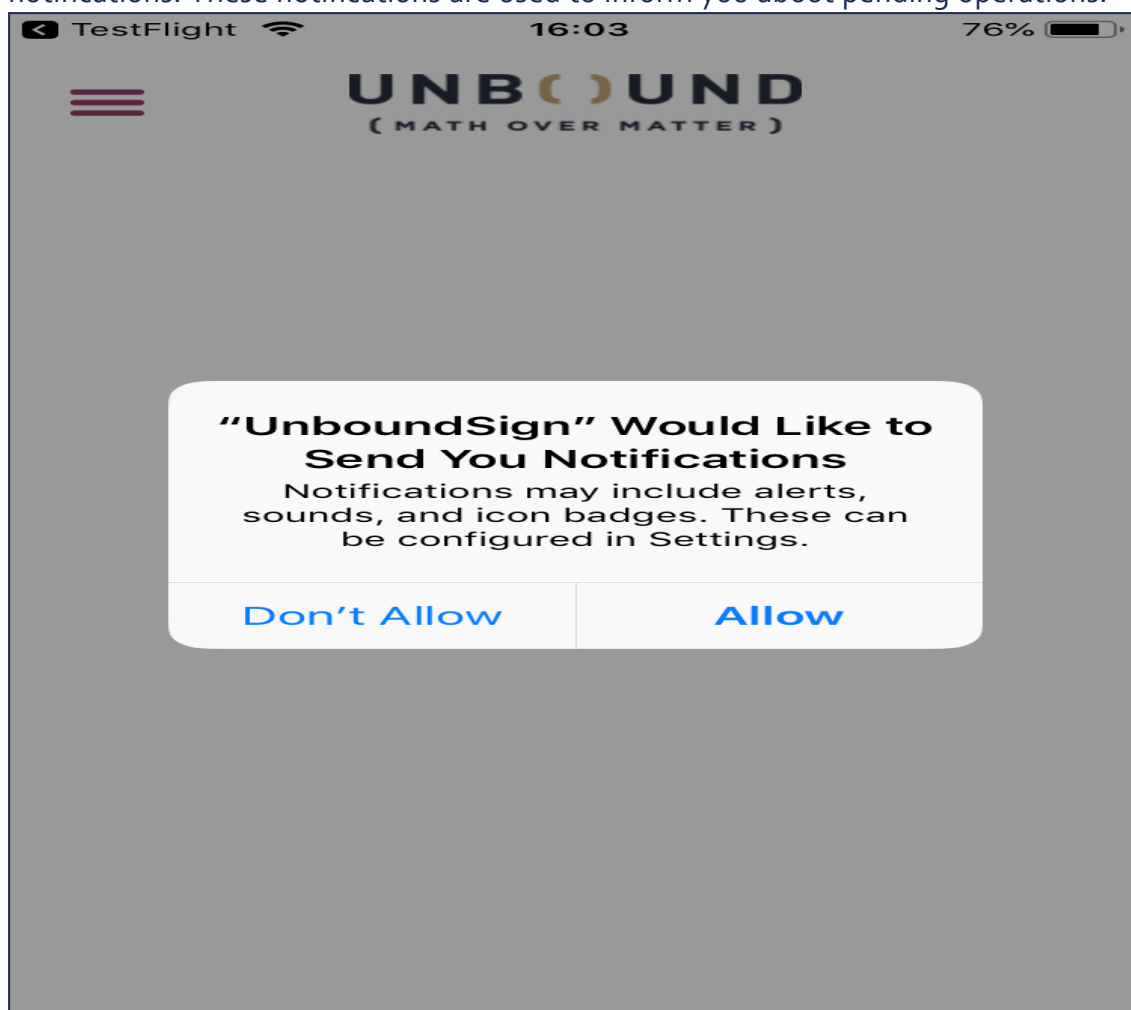 notifications. These notifications are used to inform you about pending operations.
TestFlight 16:03 76%
UNB()UND
(MATH OVER MATTER)
“UnboundSign” Would Like to
Send You Notifications
Notifications may include alerts,
sounds, and icon badges. These can
be configured in Settings.
Don’t Allow Allow